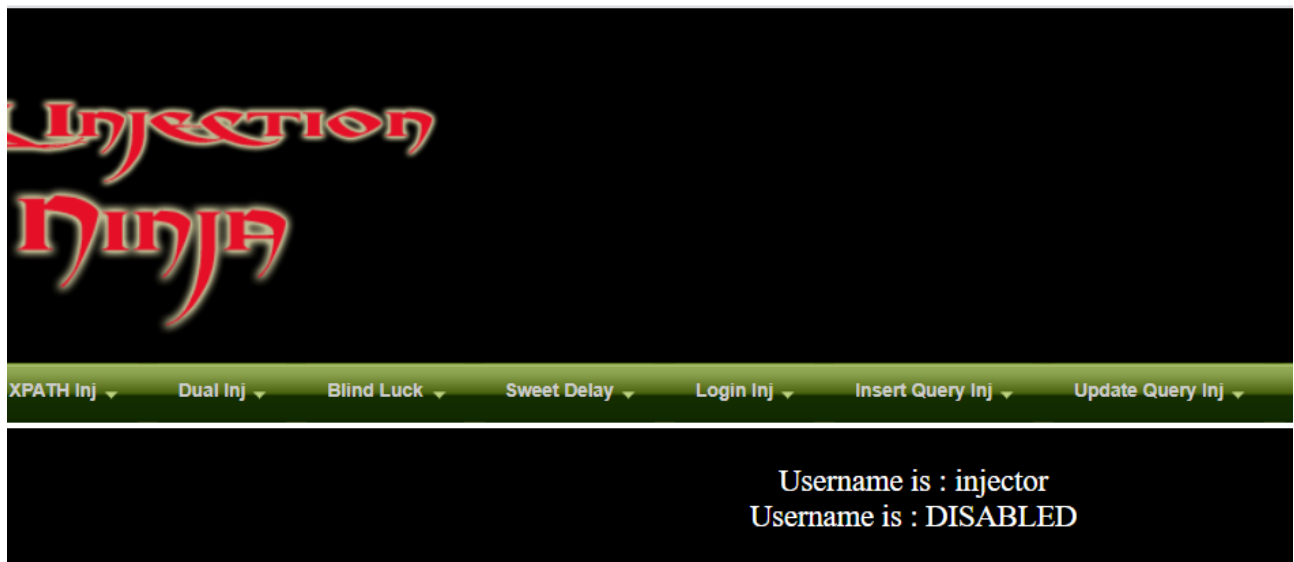 Injection
Ninja
XPATH Inj Dual Inj Blind Luck Sweet Delay Login Inj Insert Query Inj Update Query Inj
Username is : injector
Username is : DISABLED